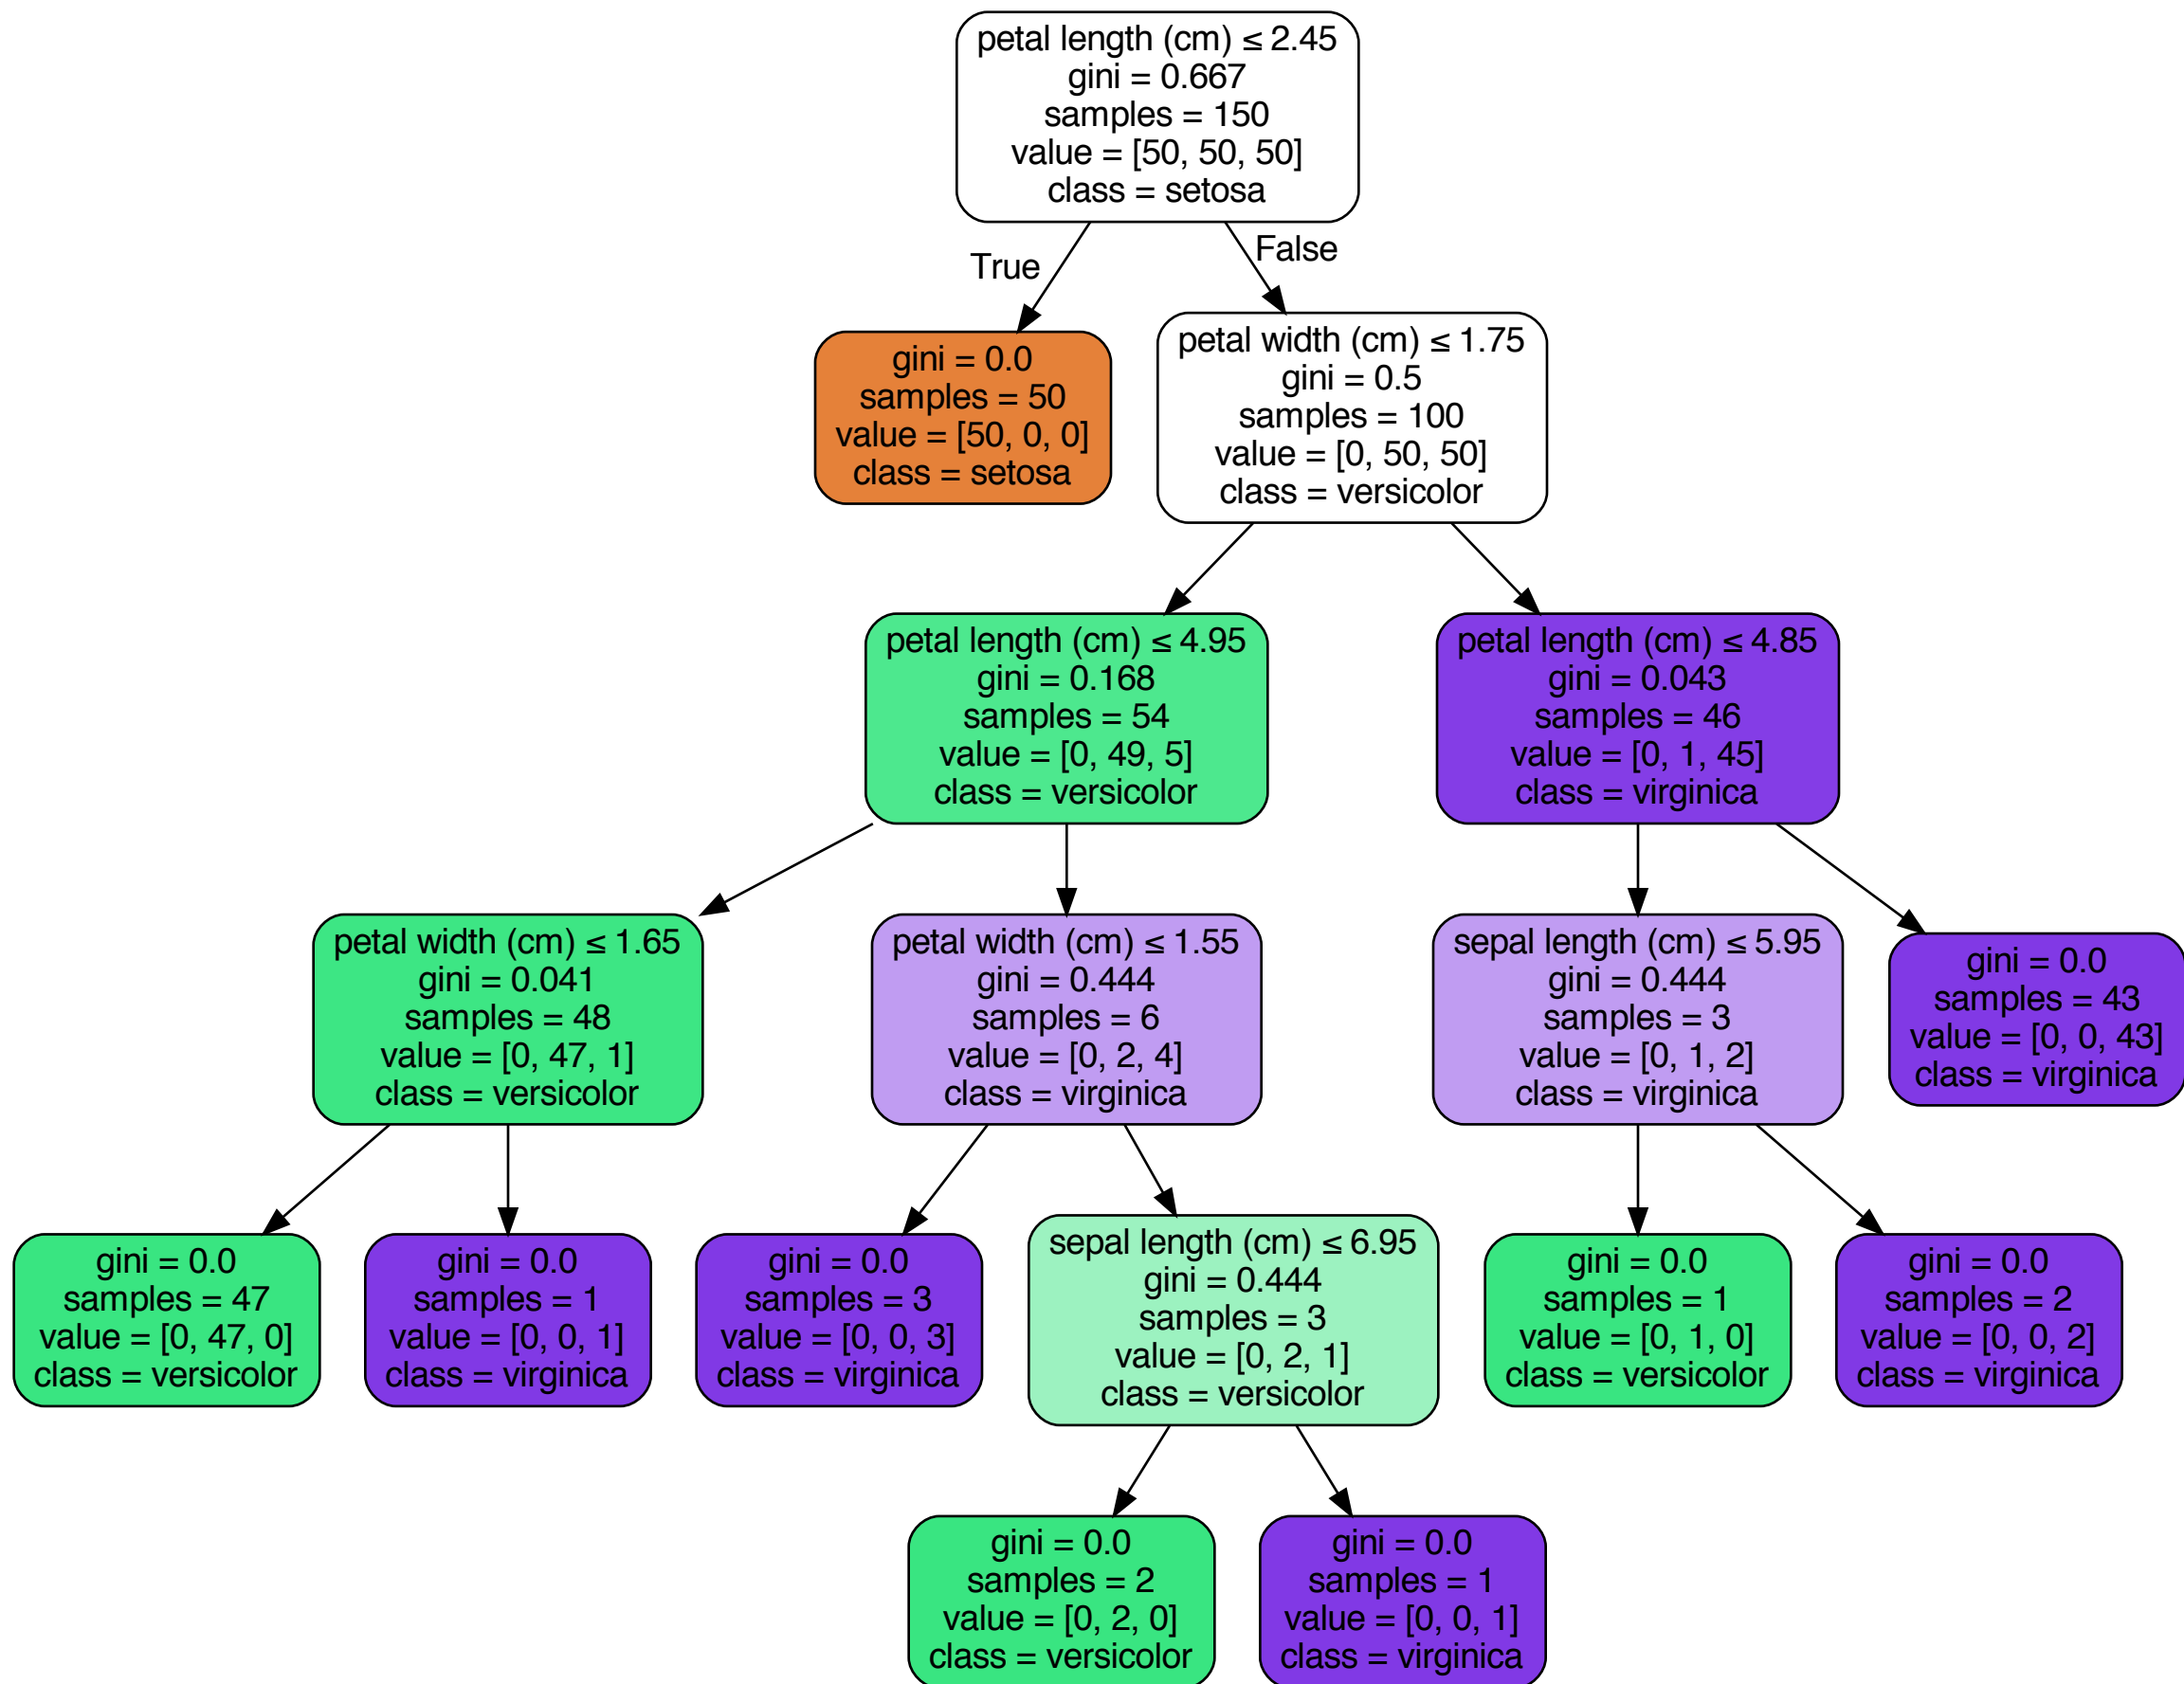 petal length (cm) ≤ 2.45
gini = 0.667
samples = 150
value = [50, 50, 50]
class = setosa
True
False
gini = 0.0
samples = 50
value = [50, 0, 0]
class = setosa
petal width (cm) ≤ 1.75
gini = 0.5
samples = 100
value = [0, 50, 50]
class = versicolor
petal length (cm) ≤ 4.95
gini = 0.168
samples = 54
value = [0, 49, 5]
class = versicolor
petal length (cm) ≤ 4.85
gini = 0.043
samples = 46
value = [0, 1, 45]
class = virginica
petal width (cm) ≤ 1.65
gini = 0.041
samples = 48
value = [0, 47, 1]
class = versicolor
petal width (cm) ≤ 1.55
gini = 0.444
samples = 6
value = [0, 2, 4]
class = virginica
sepal length (cm) ≤ 5.95
gini = 0.444
samples = 3
value = [0, 1, 2]
class = virginica
gini = 0.0
samples = 43
value = [0, 0, 43]
class = virginica
gini = 0.0
samples = 47
value = [0, 47, 0]
class = versicolor
gini = 0.0
samples = 1
value = [0, 0, 1]
class = virginica
gini = 0.0
samples = 3
value = [0, 0, 3]
class = virginica
sepal length (cm) ≤ 6.95
gini = 0.444
samples = 3
value = [0, 2, 1]
class = versicolor
gini = 0.0
samples = 1
value = [0, 1, 0]
class = versicolor
gini = 0.0
samples = 2
value = [0, 0, 2]
class = virginica
gini = 0.0
samples = 2
value = [0, 2, 0]
class = versicolor
gini = 0.0
samples = 1
value = [0, 0, 1]
class = virginica